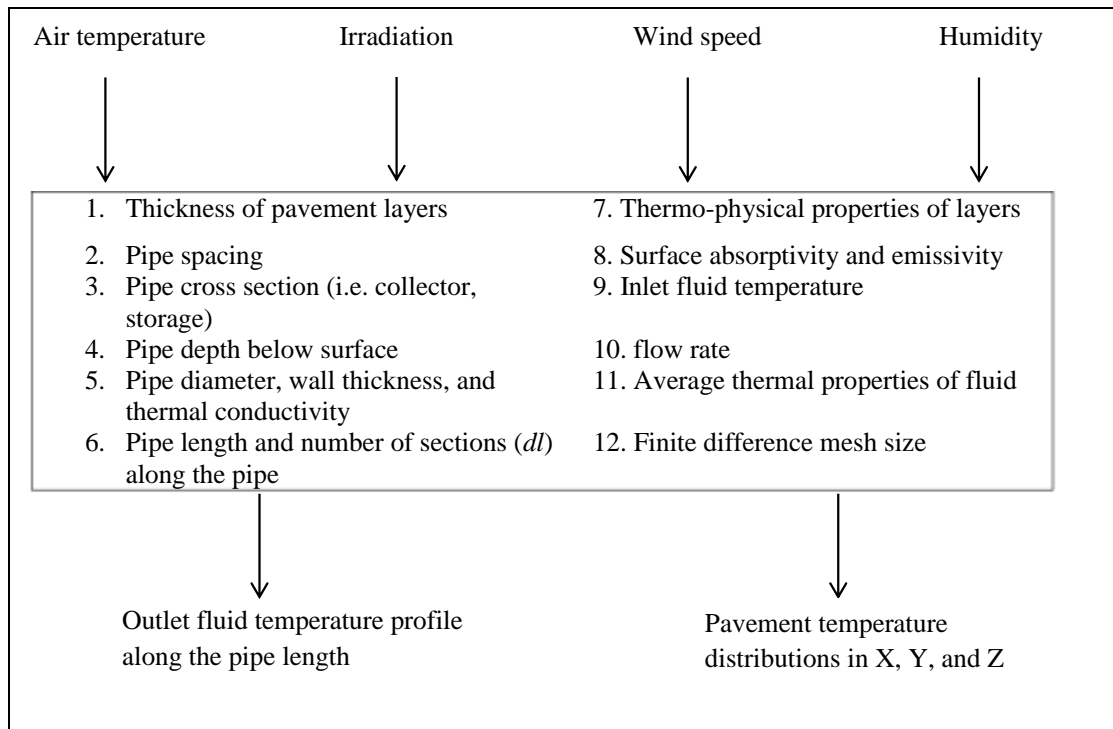 Air temperature
Irradiation
Wind speed
Humidity
1. Thickness of pavement layers
2. Pipe spacing
3. Pipe cross section (i.e. collector,
storage)
4. Pipe depth below surface
5. Pipe diameter, wall thickness, and
thermal conductivity
6. Pipe length and number of sections (dl)
along the pipe
7. Thermo-physical properties of layers
8. Surface absorptivity and emissivity
9. Inlet fluid temperature
10. flow rate
11. Average thermal properties of fluid
12. Finite difference mesh size
Outlet fluid temperature profile
along the pipe length
Pavement temperature
distributions in X, Y, and Z